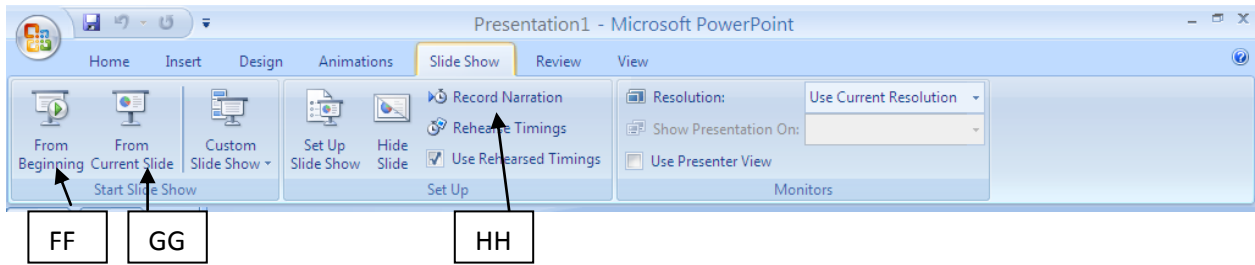 Presentation1 - Microsoft PowerPoint
Home Insert Design Animations Slide Show Review View
From Beginning
From Current Slide
Custom Slide Show
Start Slide Show
Set Up Slide Show
Hide Slide
Record Narration
Rehearse Timings
Use Rehearsed Timings
Set Up
Resolution: Use Current Resolution
Show Presentation On:
Use Presenter View
Monitors
FF GG HH